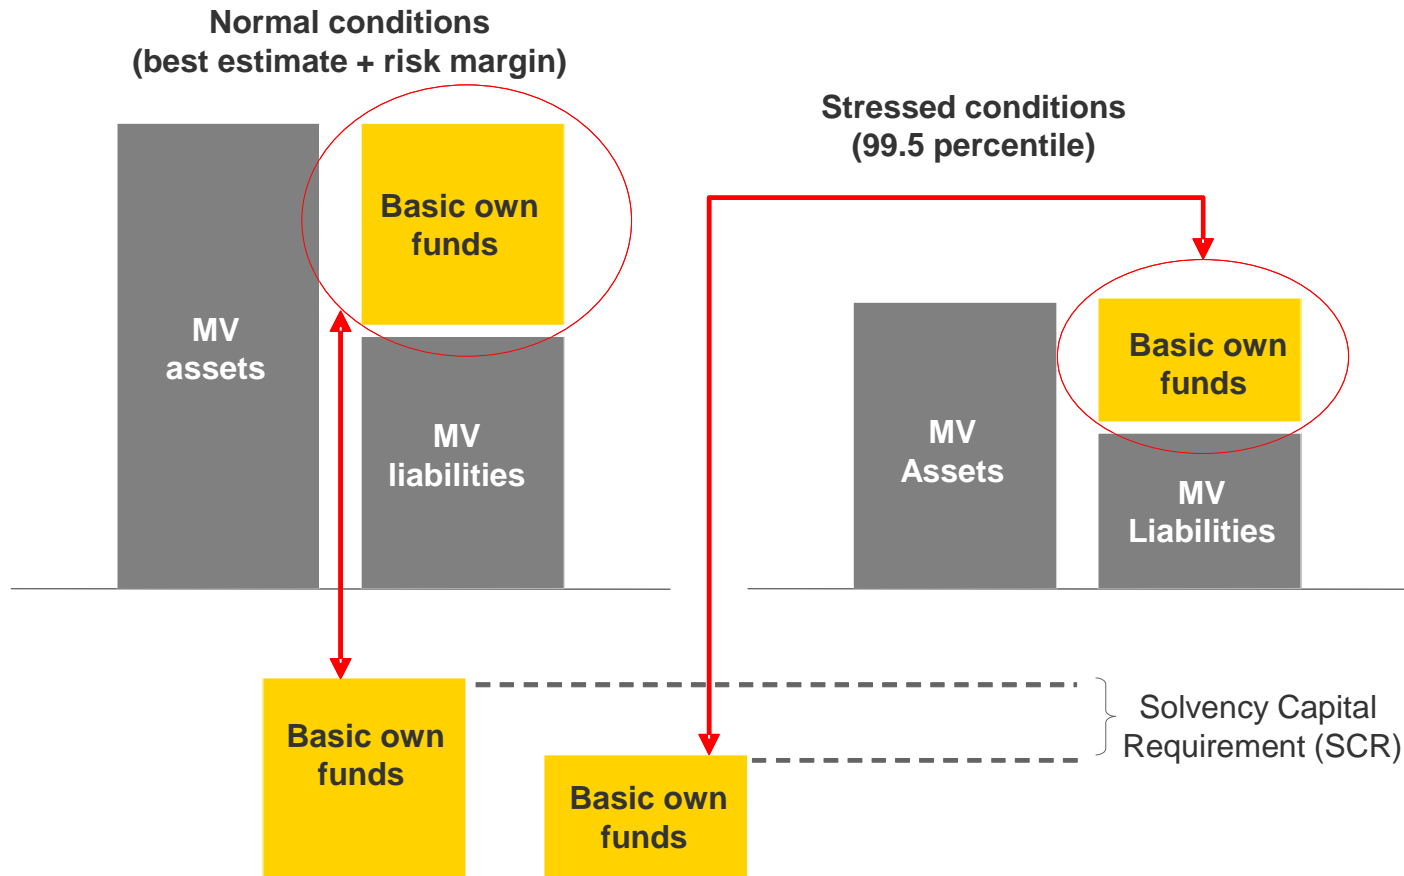 Normal conditions
(best estimate + risk margin)
Stressed conditions
(99.5 percentile)
Basic own
funds
MV
assets
MV
liabilities
Basic own
funds
MV
Assets
MV
Liabilities
Basic own
funds
Basic own
funds
Solvency Capital
Requirement (SCR)